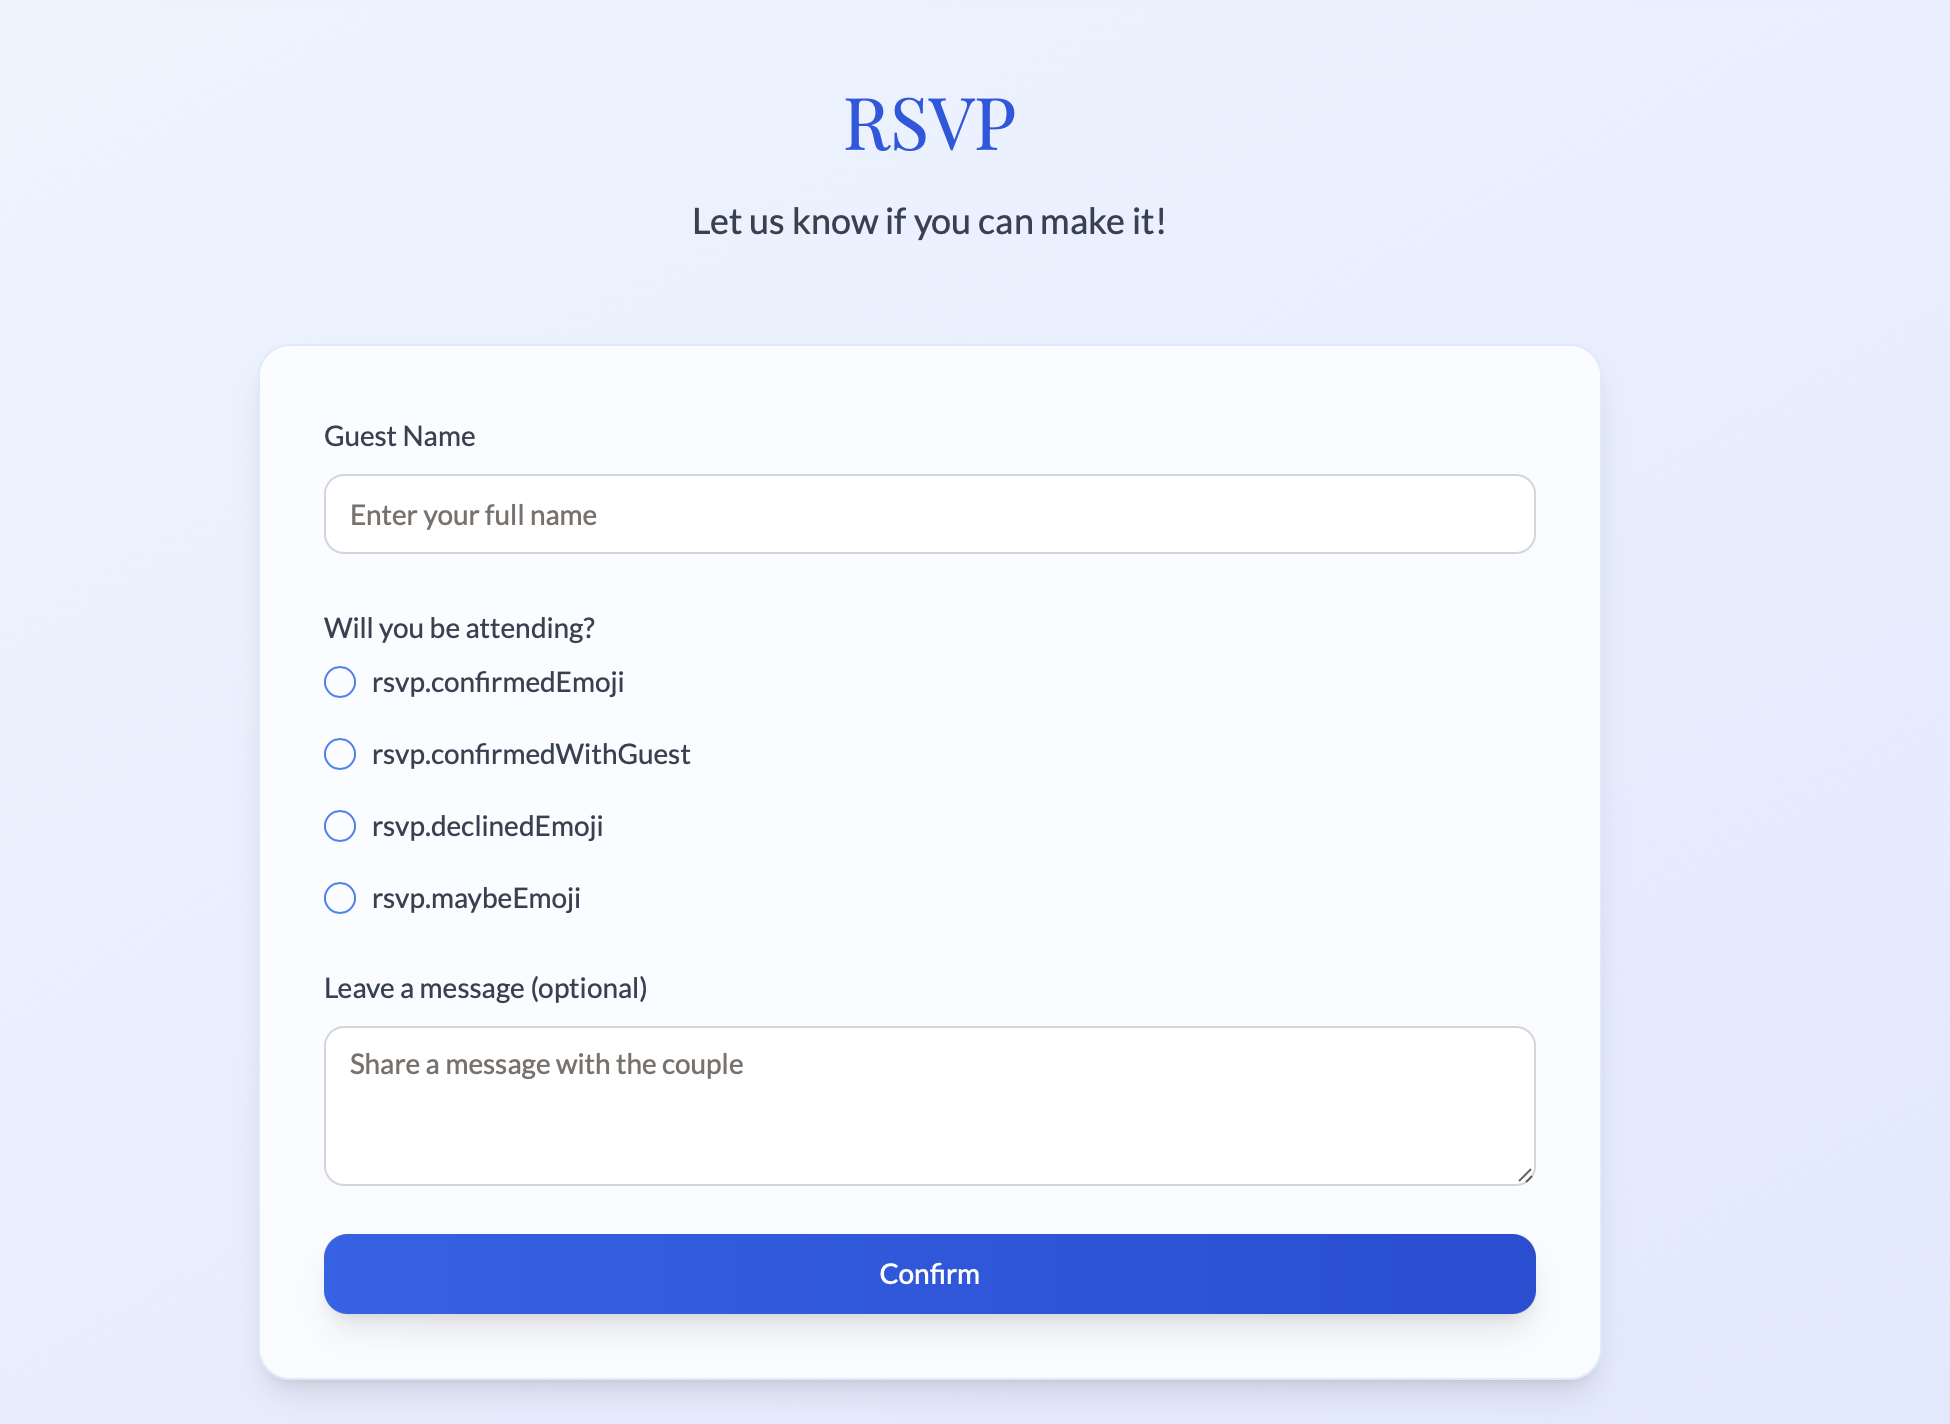 RSVP
Let us know if you can make it!
Guest Name
Enter your full name
Will you be attending?
rsvp.confirmedEmoji
rsvp.confirmedWithGuest
rsvp.declinedEmoji
rsvp.maybeEmoji
Leave a message (optional)
Share a message with the couple
Confirm